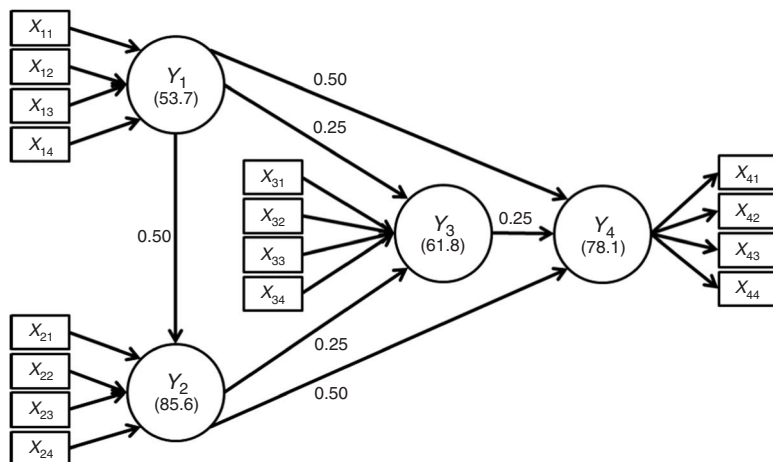 X₁₁
X₁₂
X₁₃
X₁₄
Y₁
(53.7)
0.50
0.25
0.50
X₃₁
X₃₂
X₃₃
X₃₄
Y₃
(61.8)
0.25
Y₄
(78.1)
X₄₁
X₄₂
X₄₃
X₄₄
X₂₁
X₂₂
X₂₃
X₂₄
Y₂
(85.6)
0.25
0.50